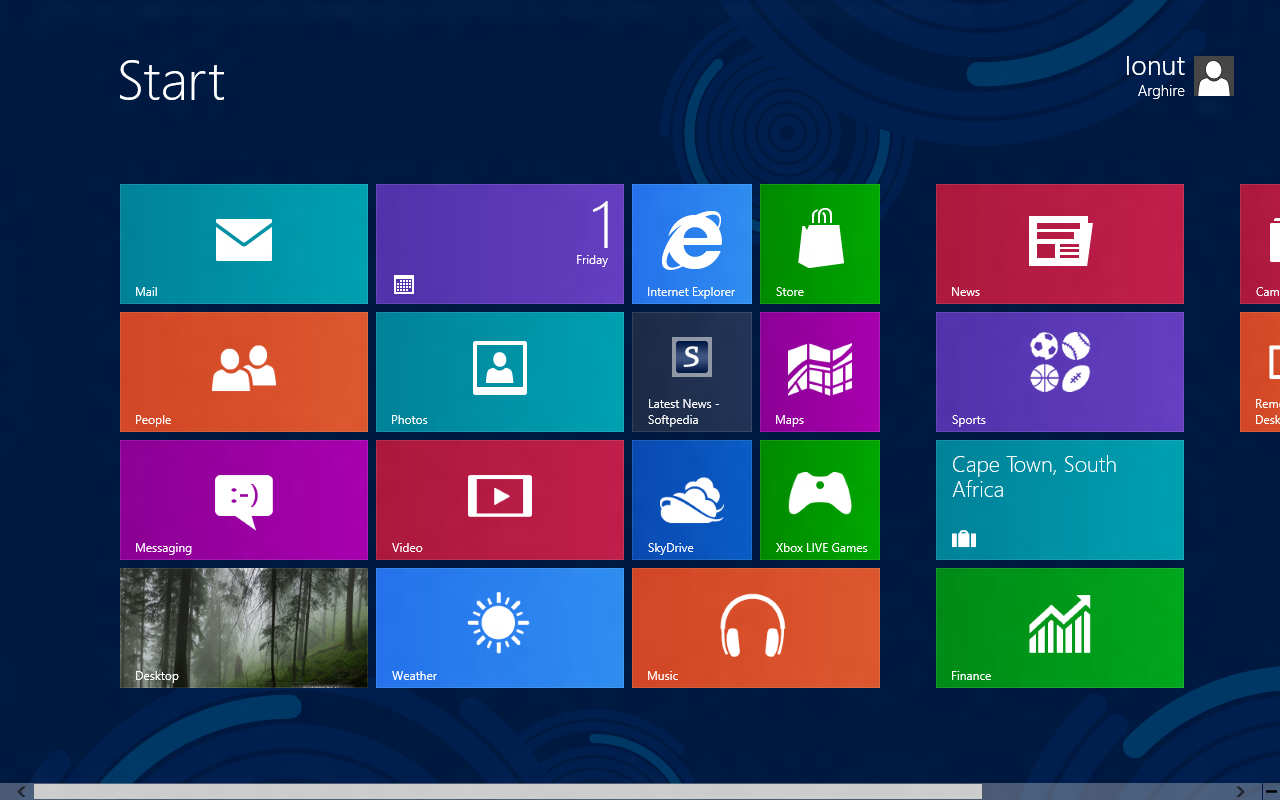 Start
Ionut
Arghire
Mail
1
Friday
Internet Explorer
Store
News
Cam
People
Photos
S
Latest News -
Softpedia
Maps
Sports
Rem
Desk
Messaging
:-)
Video
SkyDrive
Xbox LIVE Games
Cape Town, South
Africa
Desktop
Weather
Music
Finance